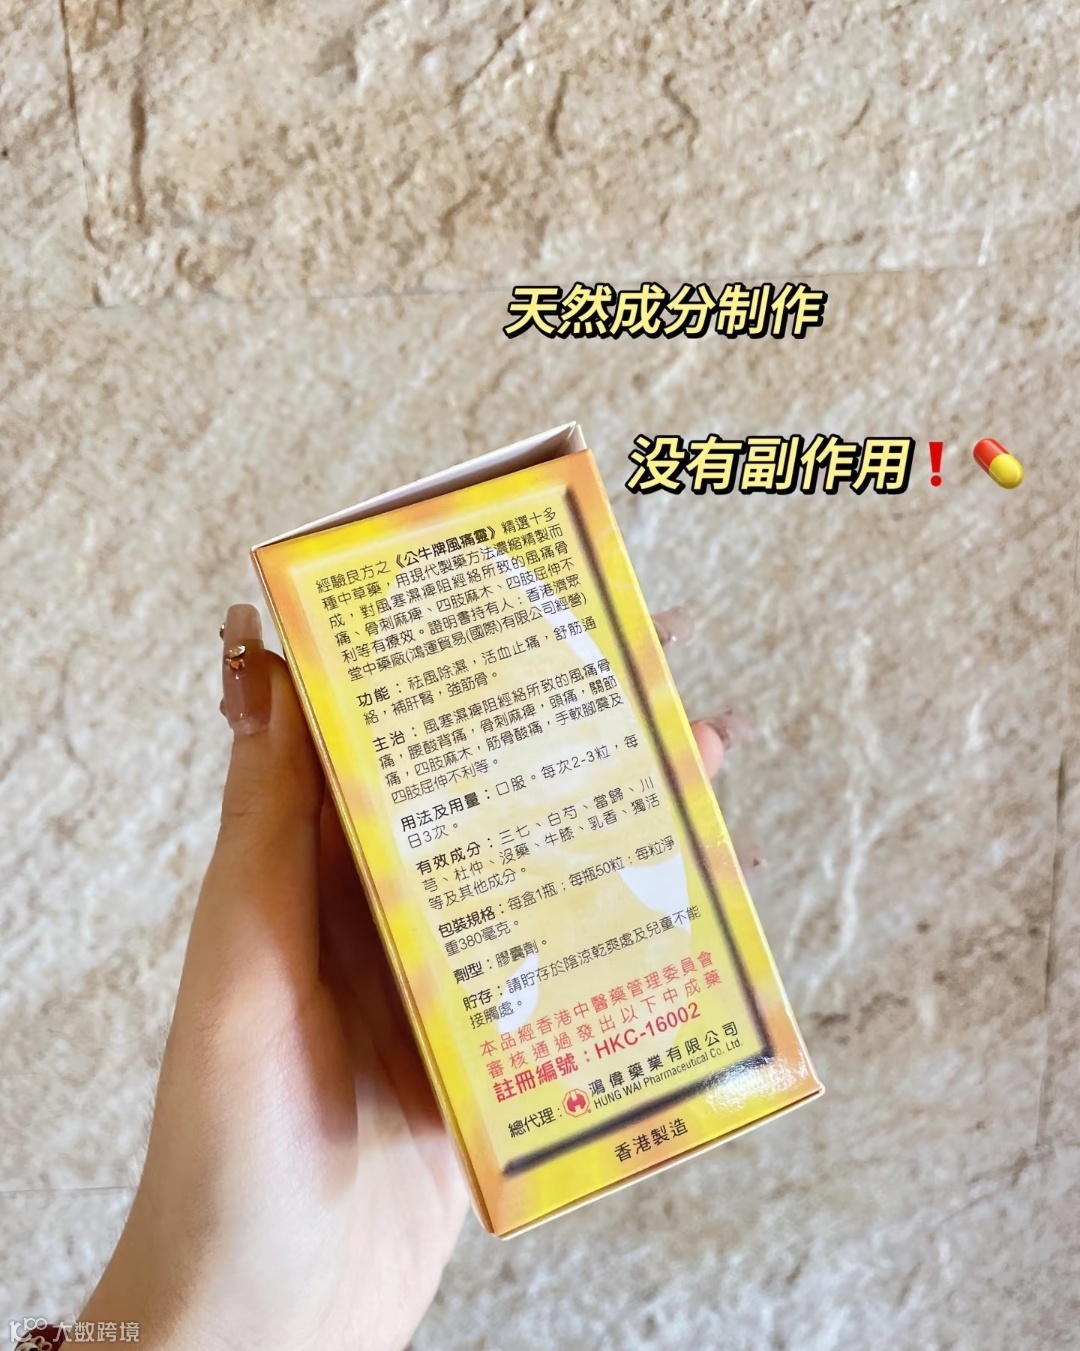 天然成分制作
没有副作用❗💊
經驗良方之《公牛牌風痛靈》精選十多
種中草藥，用現代製藥方法濃縮精製而
成，對風寒濕痺阻經絡所致的風痛骨
痛、骨刺麻痺、四肢麻木、四肢屈伸不
利等有療效。證明書持有人：香港濟眾
堂中藥廠(鴻運貿易(國際)有限公司經營)
功能：祛風除濕，活血止痛，舒筋通
絡，補肝腎，強筋骨。
主治：風寒濕痺阻經絡所致的風痛骨
痛，腰酸背痛，骨刺麻痺，頭痛，關節
痛，四肢麻木，筋骨酸痛，手軟腳震及
四肢屈伸不利等。
用法及用量：口服。每次2-3粒，每
日3次。
有效成分：三七、白芍、當歸、川
芎、杜仲、沒藥、牛膝、乳香、獨活
等及其他成分。
包裝規格：每盒1瓶；每瓶50粒；每粒淨
重380毫克。
劑型：膠囊劑。
貯存：請貯存於陰涼乾爽處及兒童不能
接觸處。
本品經香港中醫藥管理委員會
審核通過發出以下中成藥
註冊編號：HKC-16002
總代理：鴻偉藥業有限公司
HUNG WAI Pharmaceutical Co. Ltd.
香港製造
大数跨境